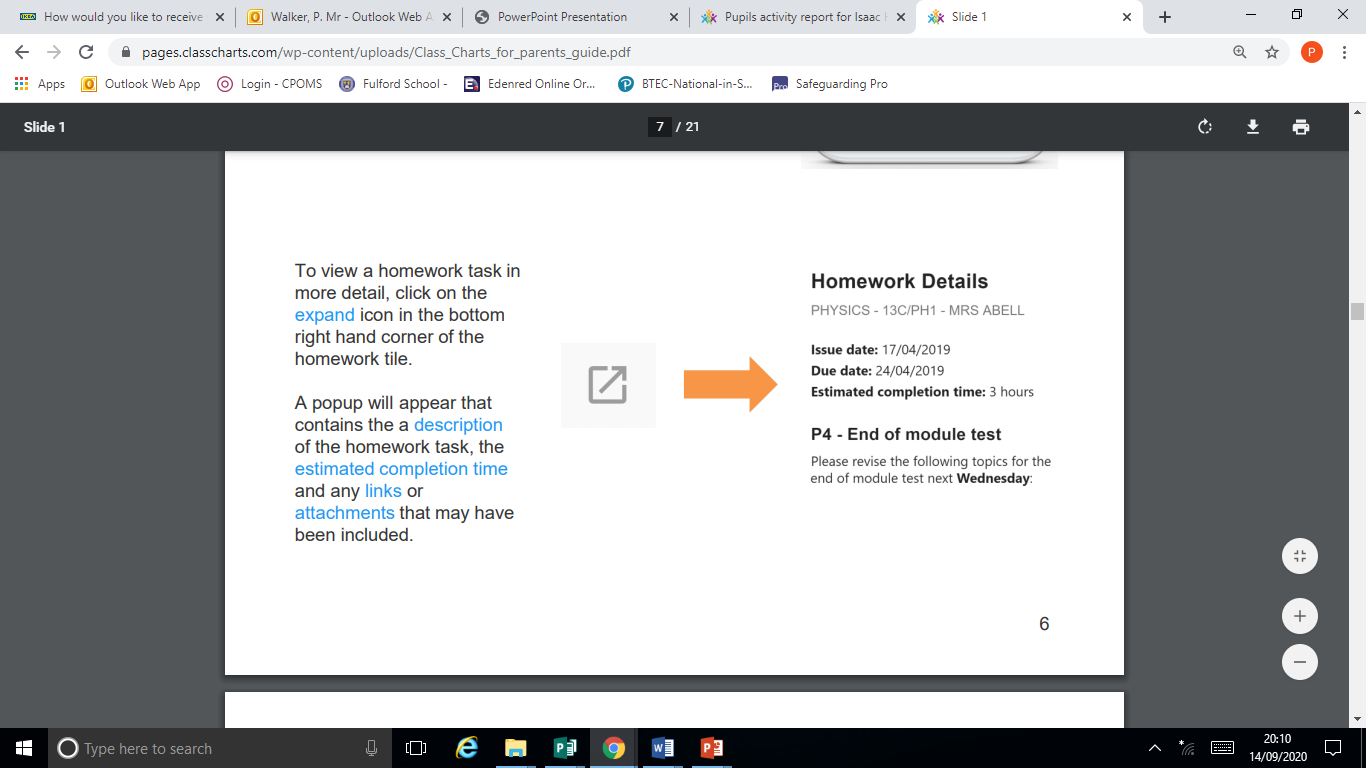 How would you like to receive
Walker, P. Mr - Outlook Web A
PowerPoint Presentation
Pupils activity report for Isaac H
Slide 1
pages.classcharts.com/wp-content/uploads/Class_Charts_for_parents_guide.pdf
P
Apps
Outlook Web App
Login - CPOMS
Fulford School -
Edenred Online Or...
BTEC-National-in-S...
Safeguarding Pro
Slide 1
7 / 21
To view a homework task in
more detail, click on the
expand icon in the bottom
right hand corner of the
homework tile.
A popup will appear that
contains the a description
of the homework task, the
estimated completion time
and any links or
attachments that may have
been included.
Homework Details
PHYSICS - 13C/PH1 - MRS ABELL
Issue date: 17/04/2019
Due date: 24/04/2019
Estimated completion time: 3 hours
P4 - End of module test
Please revise the following topics for the
end of module test next Wednesday:
6
Type here to search
20:10
14/09/2020